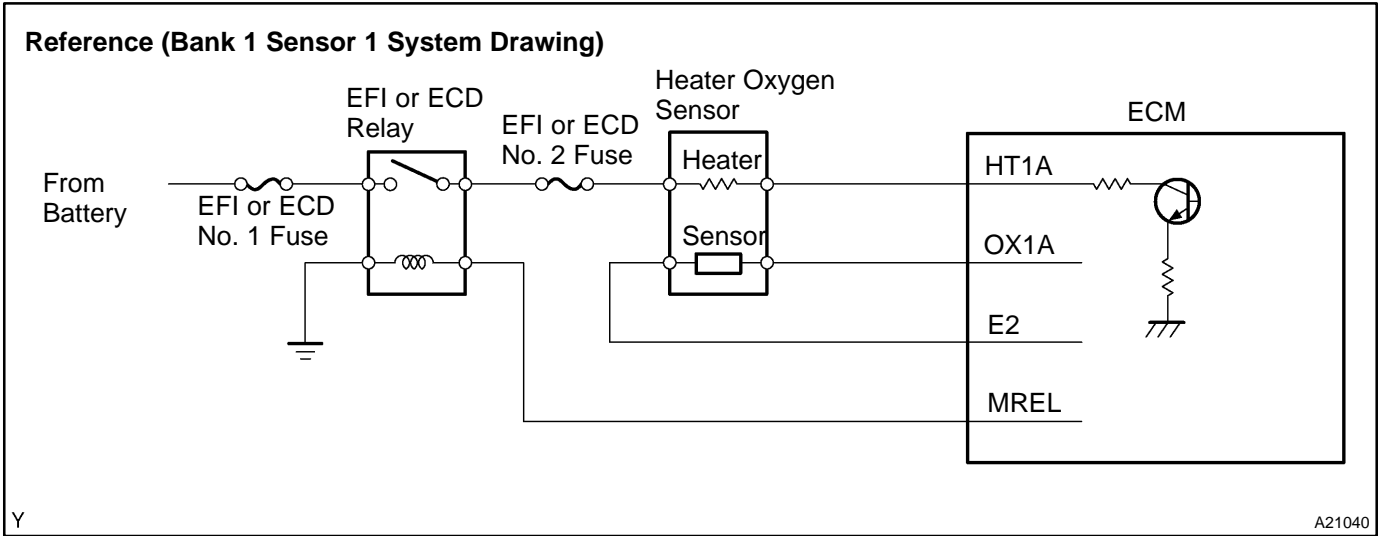 Reference (Bank 1 Sensor 1 System Drawing)
From
Battery
EFI or ECD
No. 1 Fuse
EFI or ECD
Relay
EFI or ECD
No. 2 Fuse
Heater Oxygen
Sensor
Heater
Sensor
ECM
HT1A
OX1A
E2
MREL
Y
A21040